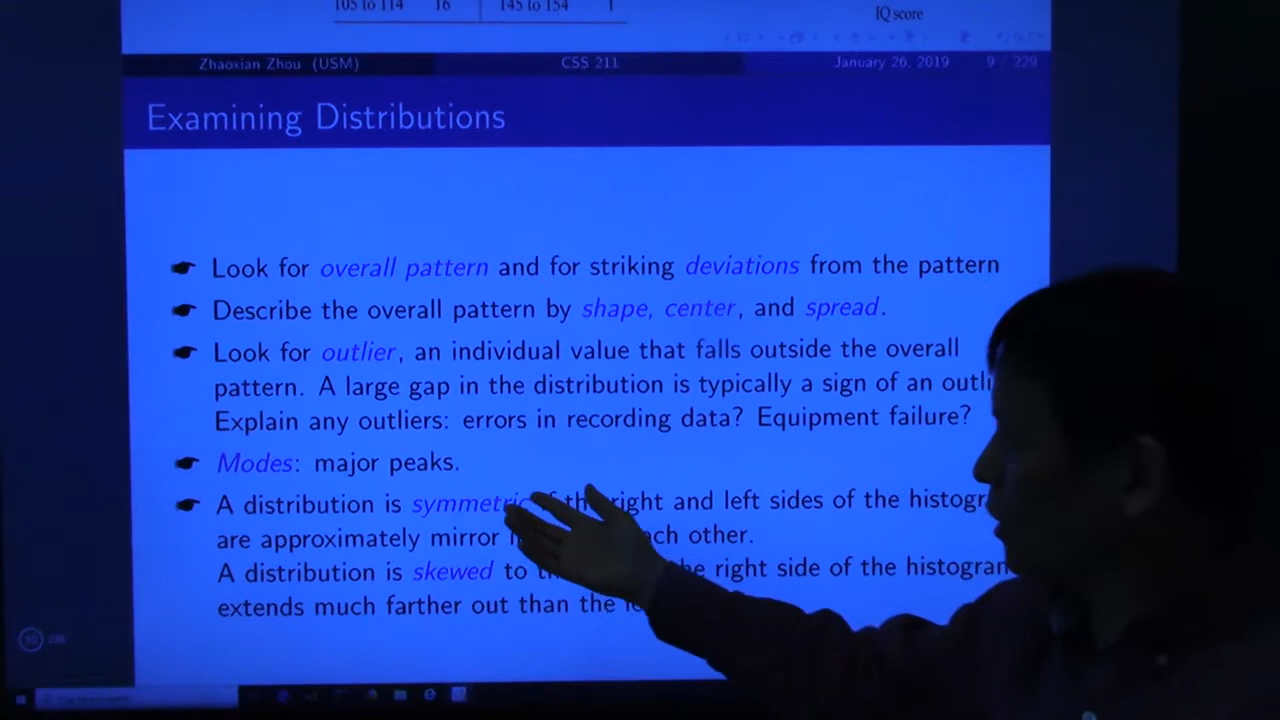 105 to 114 16 145 to 154 1
IQ score
Zhaoxian Zhou (USM) CSS 211 January 26, 2019 9 / 229
Examining Distributions
Look for overall pattern and for striking deviations from the pattern
Describe the overall pattern by shape, center, and spread.
Look for outlier, an individual value that falls outside the overall
pattern. A large gap in the distribution is typically a sign of an outli
Explain any outliers: errors in recording data? Equipment failure?
Modes: major peaks.
A distribution is symmetric if the right and left sides of the histogr
are approximately mirror each other.
A distribution is skewed to the right side of the histogram
extends much farther out than the
10